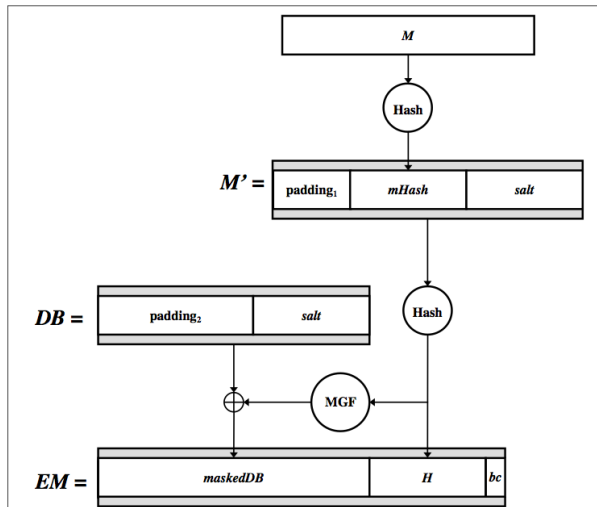 M
Hash
M’ = padding₁ mHash salt
DB = padding₂ salt
Hash
MGF
EM = maskedDB H bc